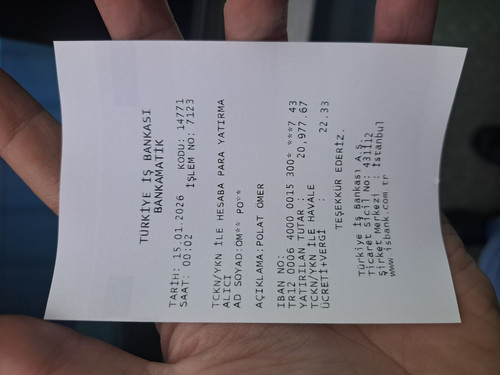 TÜRKİYE İŞ BANKASI
BANKAMATİK
TARİH: 15.01.2026 KODU: 14771
SAAT: 00:02 İŞLEM NO: 7123
TCKN/YKN İLE HESABA PARA YATIRMA
ALICI
AD SOYAD:OM** PO**
AÇIKLAMA:POLAT ÖMER
IBAN NO:
TR12 0006 4000 0015 300* ***7 43
YATIRILAN TUTAR : 20,977.67
TCKN/YKN İLE HAVALE
ÜCRETİ+VERGİ : 22.33
TEŞEKKÜR EDERİZ.
Türkiye İş Bankası A.Ş.
Ticaret Sicil No: 431112
Şirket Merkezi : İstanbul
www.isbank.com.tr